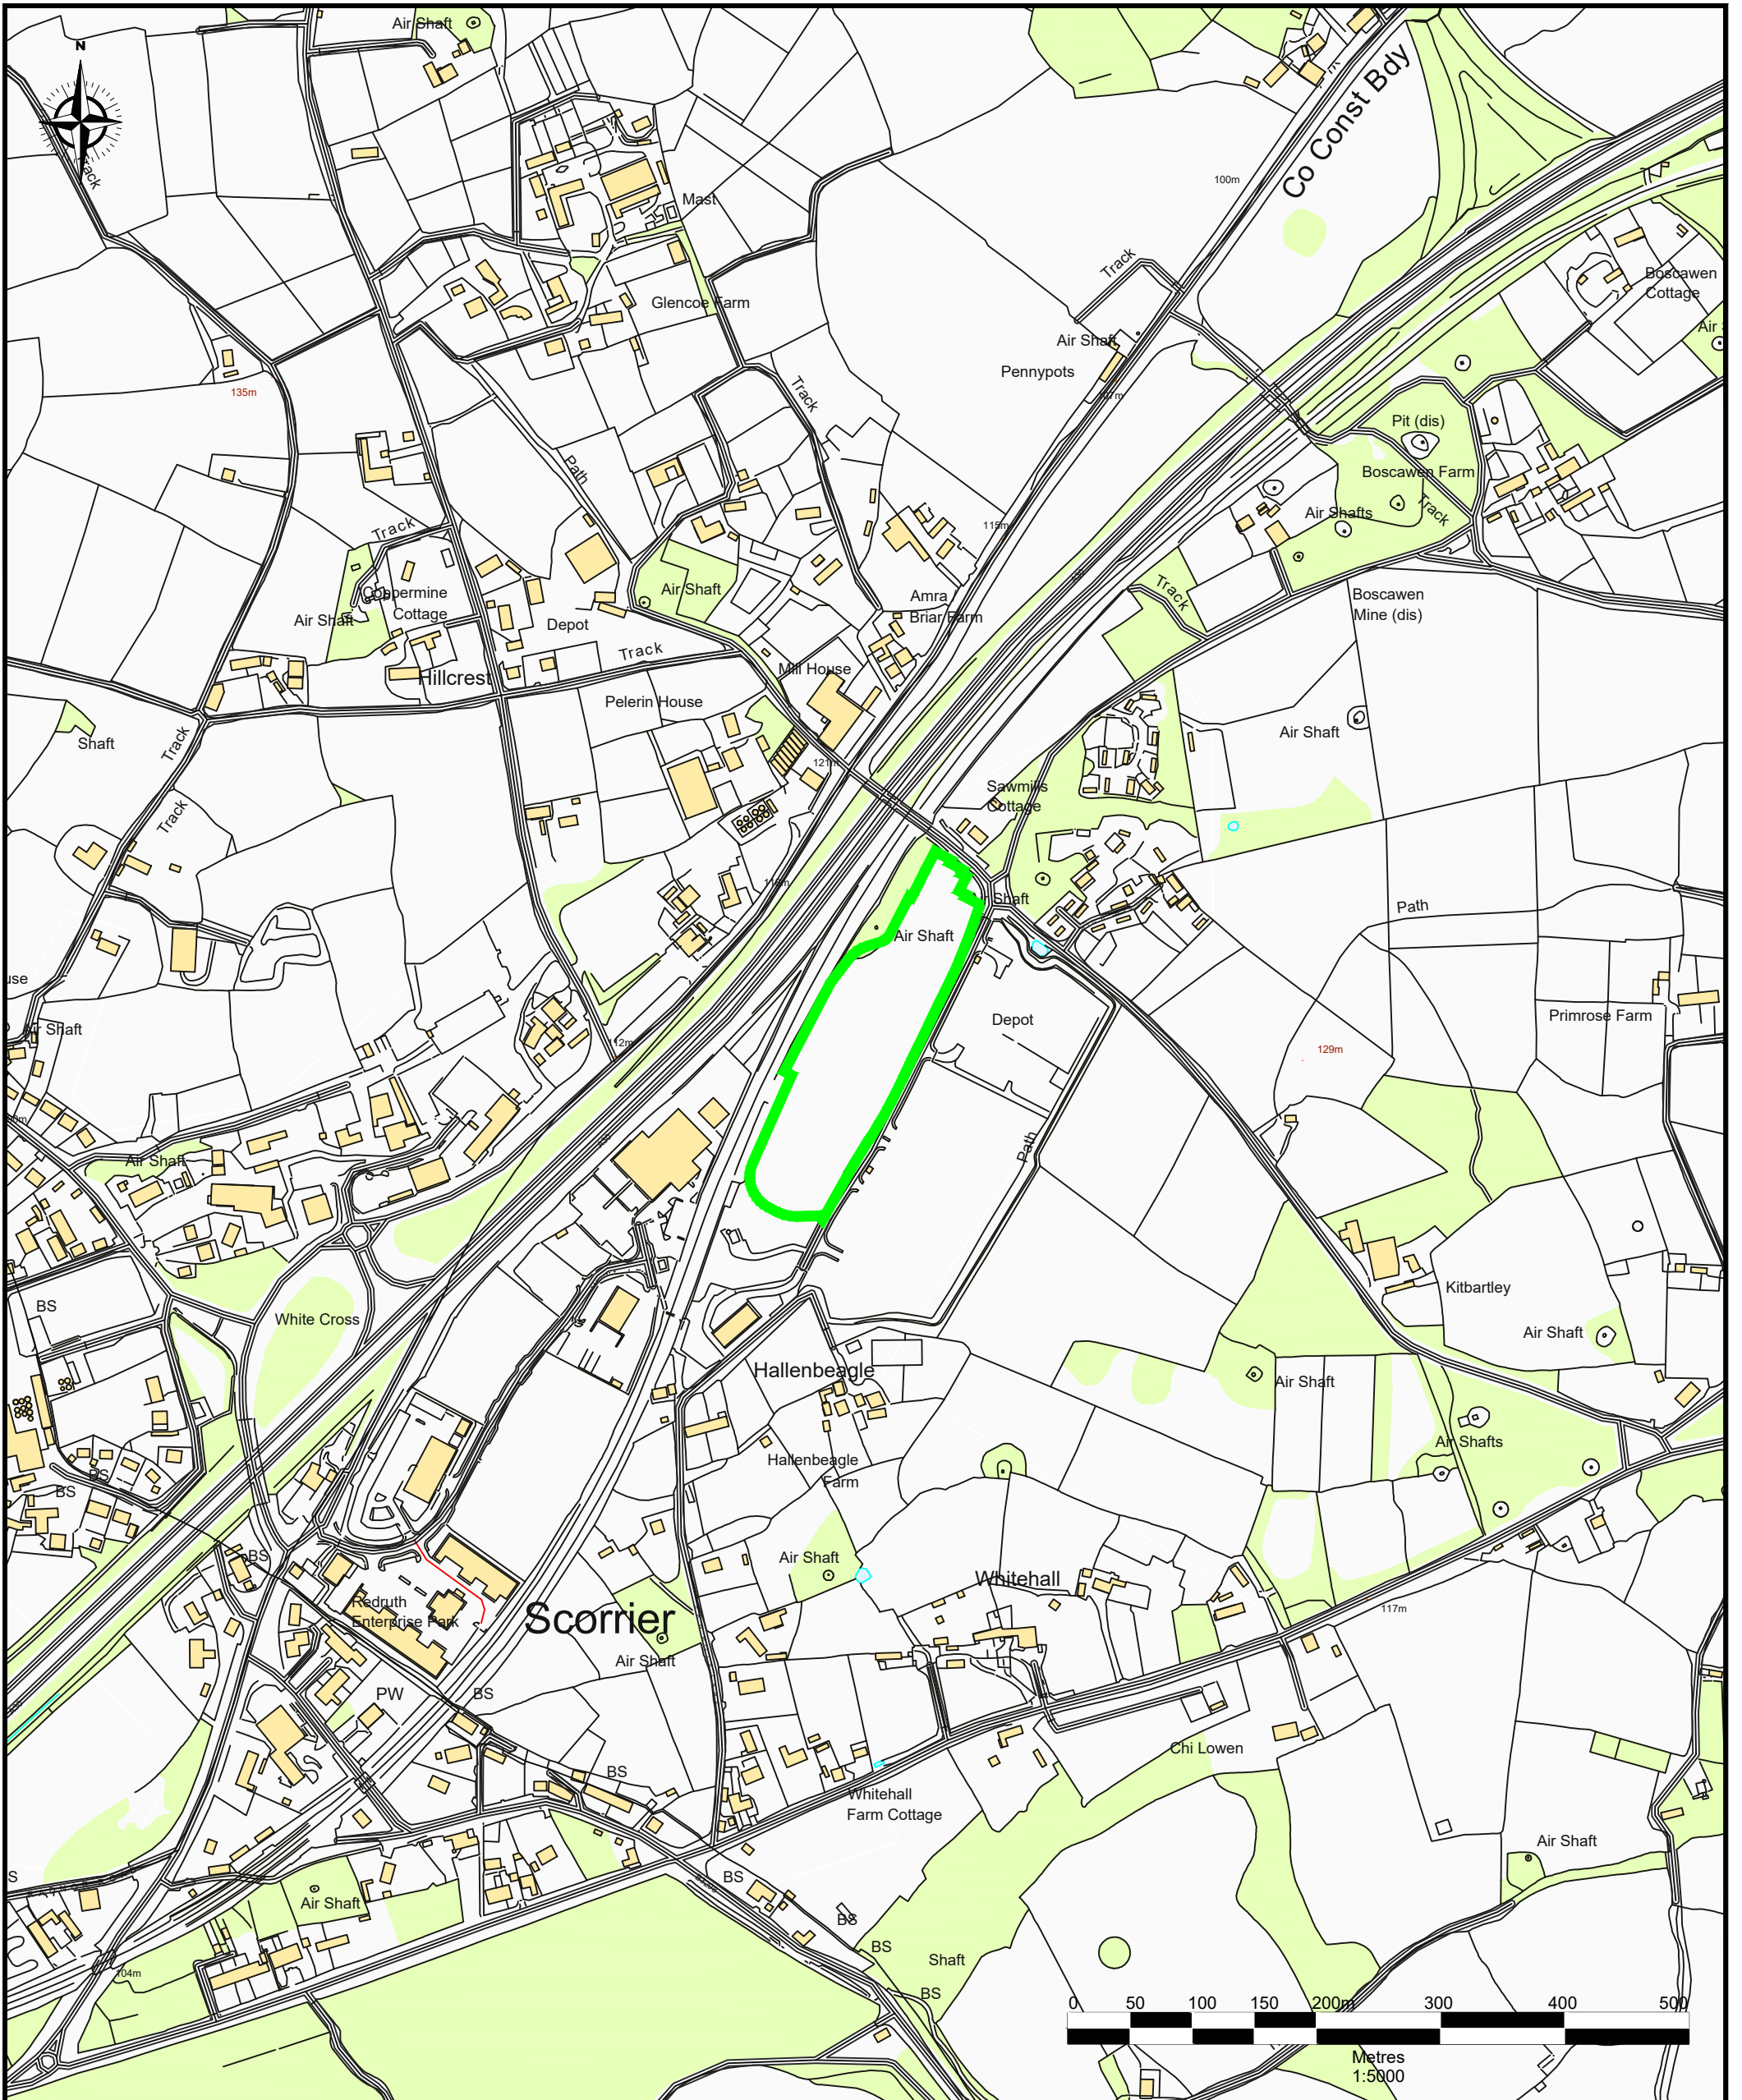 Air Shaft
N
Co Const Bdy
Track
100m
Mast
Track
Boscawen
Cottage
Glencoe Farm
Air Shaft
Pennypots
135m
Track
Pit (dis)
Path
Boscawen Farm
Air Shafts
Track
115m
Track
Coppermine
Cottage
Air Shaft
Air Shaft
Depot
Amra
Briar Farm
Track
Boscawen
Mine (dis)
Track
Hillcrest
Mill House
Pelerin House
Shaft
Track
Air Shaft
121m
Sawmills
Cottage
Track
Air Shaft
Air Shaft
Path
Depot
Primrose Farm
Air Shaft
112m
129m
Air Shaft
Path
BS
White Cross
Kitbartley
Air Shaft
Hallenbeagle
Air Shaft
Hallenbeagle
Farm
Air Shafts
BS
BS
BS
Air Shaft
Whitehall
Redruth
Enterprise Park
Scorrier
117m
Air Shaft
PW
BS
Chi Lowen
BS
Whitehall
Farm Cottage
Air Shaft
BS
Air Shaft
BS
BS
Shaft
104m
BS
0 50 100 150 200m 300 400 500
Metres
1:5000